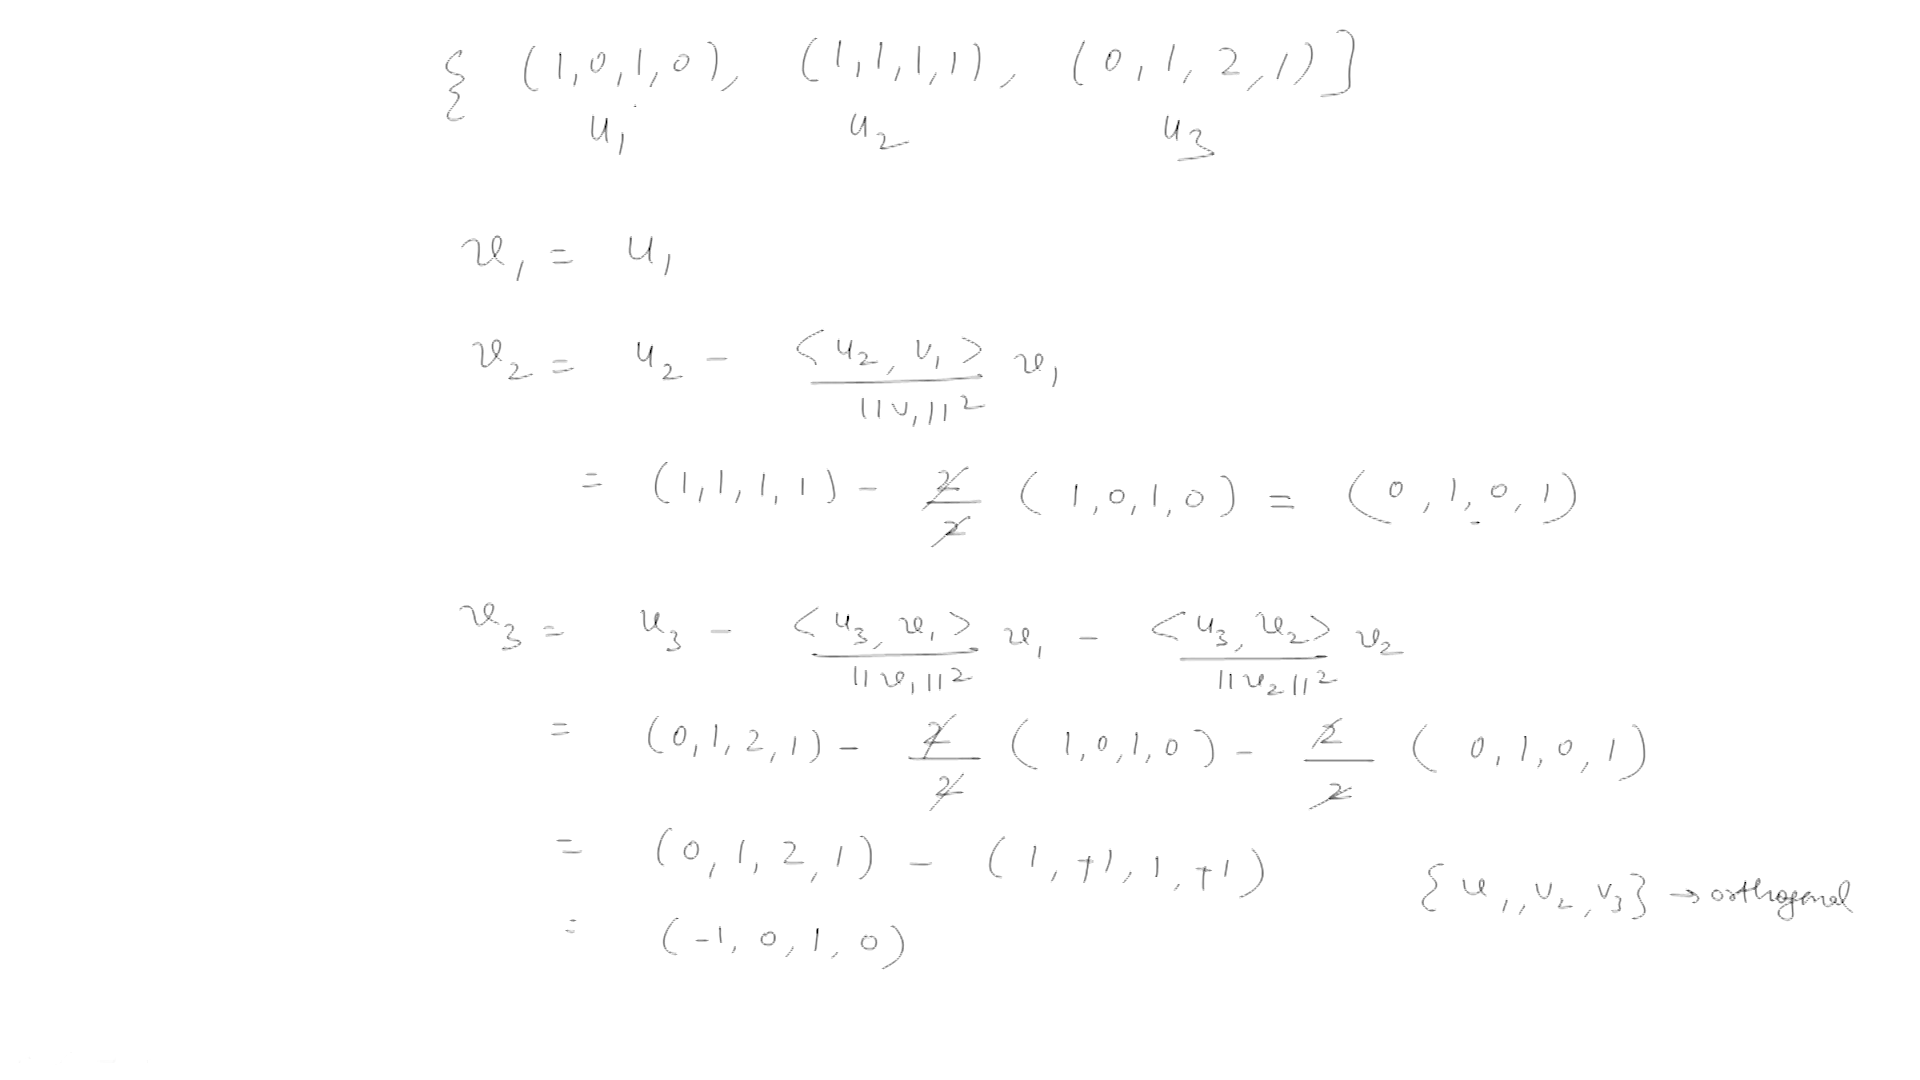 { (1,0,1,0), (1,1,1,1), (0,1,2,1)]
u₁ u₂ u₃
v₁ = u₁
v₂ = u₂ - <u₂, v₁> / ||v₁||² v₁
= (1,1,1,1) - 2/2 (1,0,1,0) = (0,1,0,1)
v₃ = u₃ - <u₃, v₁> / ||v₁||² v₁ - <u₃, v₂> / ||v₂||² v₂
= (0,1,2,1) - 2/2 (1,0,1,0) - 2/2 (0,1,0,1)
= (0,1,2,1) - (1,+1,1,+1)
{v₁, v₂, v₃} → orthogonal
= (-1,0,1,0)